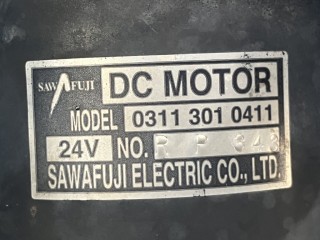 SAWAFUJI DC MOTOR
MODEL 0311 301 0411
24V NO. R P
SAWAFUJI ELECTRIC CO., LTD.